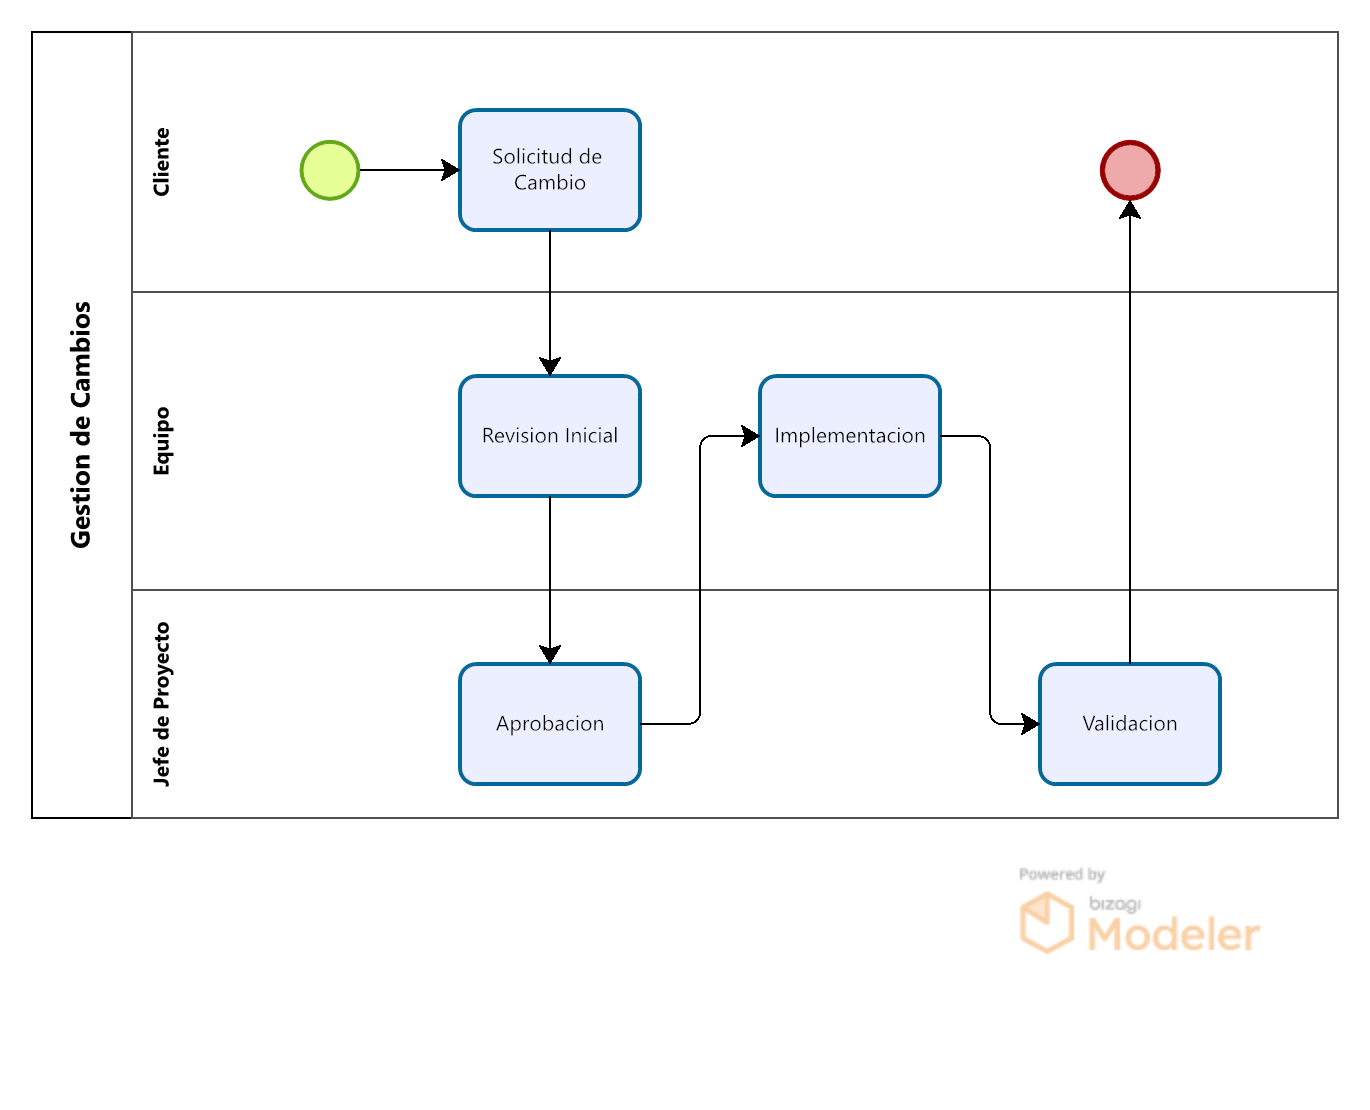 Gestion de Cambios
Cliente
Solicitud de
Cambio
Equipo
Revision Inicial
Implementacion
Jefe de Proyecto
Aprobacion
Validacion
Powered by
bizagi
Modeler